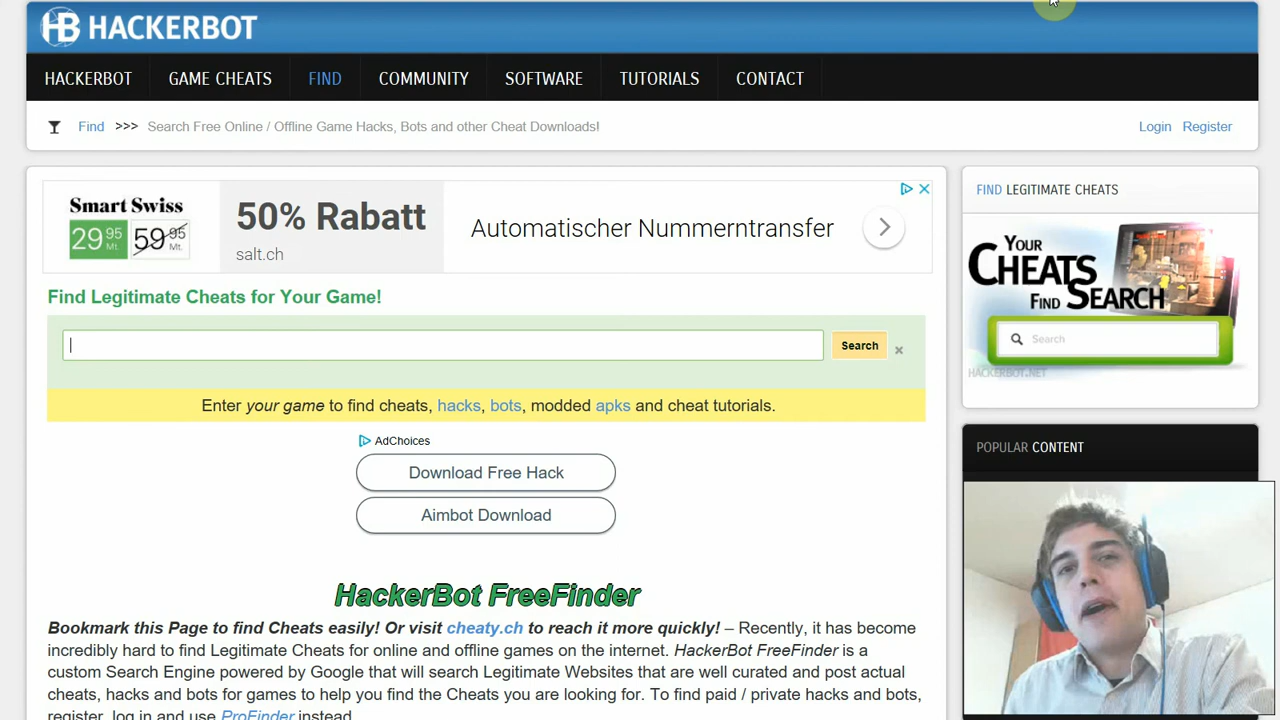 HB HACKERBOT
HACKERBOT GAME CHEATS FIND COMMUNITY SOFTWARE TUTORIALS CONTACT
Find >>> Search Free Online / Offline Game Hacks, Bots and other Cheat Downloads!
Login Register
Smart Swiss
29.95 Mt. 59.95 Mt.
50% Rabatt
salt.ch
Automatischer Nummerntransfer
Find Legitimate Cheats for Your Game!
Search
Enter your game to find cheats, hacks, bots, modded apks and cheat tutorials.
AdChoices
Download Free Hack
Aimbot Download
HackerBot FreeFinder
Bookmark this Page to find Cheats easily! Or visit cheaty.ch to reach it more quickly! – Recently, it has become
incredibly hard to find Legitimate Cheats for online and offline games on the internet. HackerBot FreeFinder is a
custom Search Engine powered by Google that will search Legitimate Websites that are well curated and post actual
cheats, hacks and bots for games to help you find the Cheats you are looking for. To find paid / private hacks and bots,
register, log in and use ProFinder instead.
FIND LEGITIMATE CHEATS
YOUR
CHEATS
FIND SEARCH
Search
HACKERBOT.NET
POPULAR CONTENT